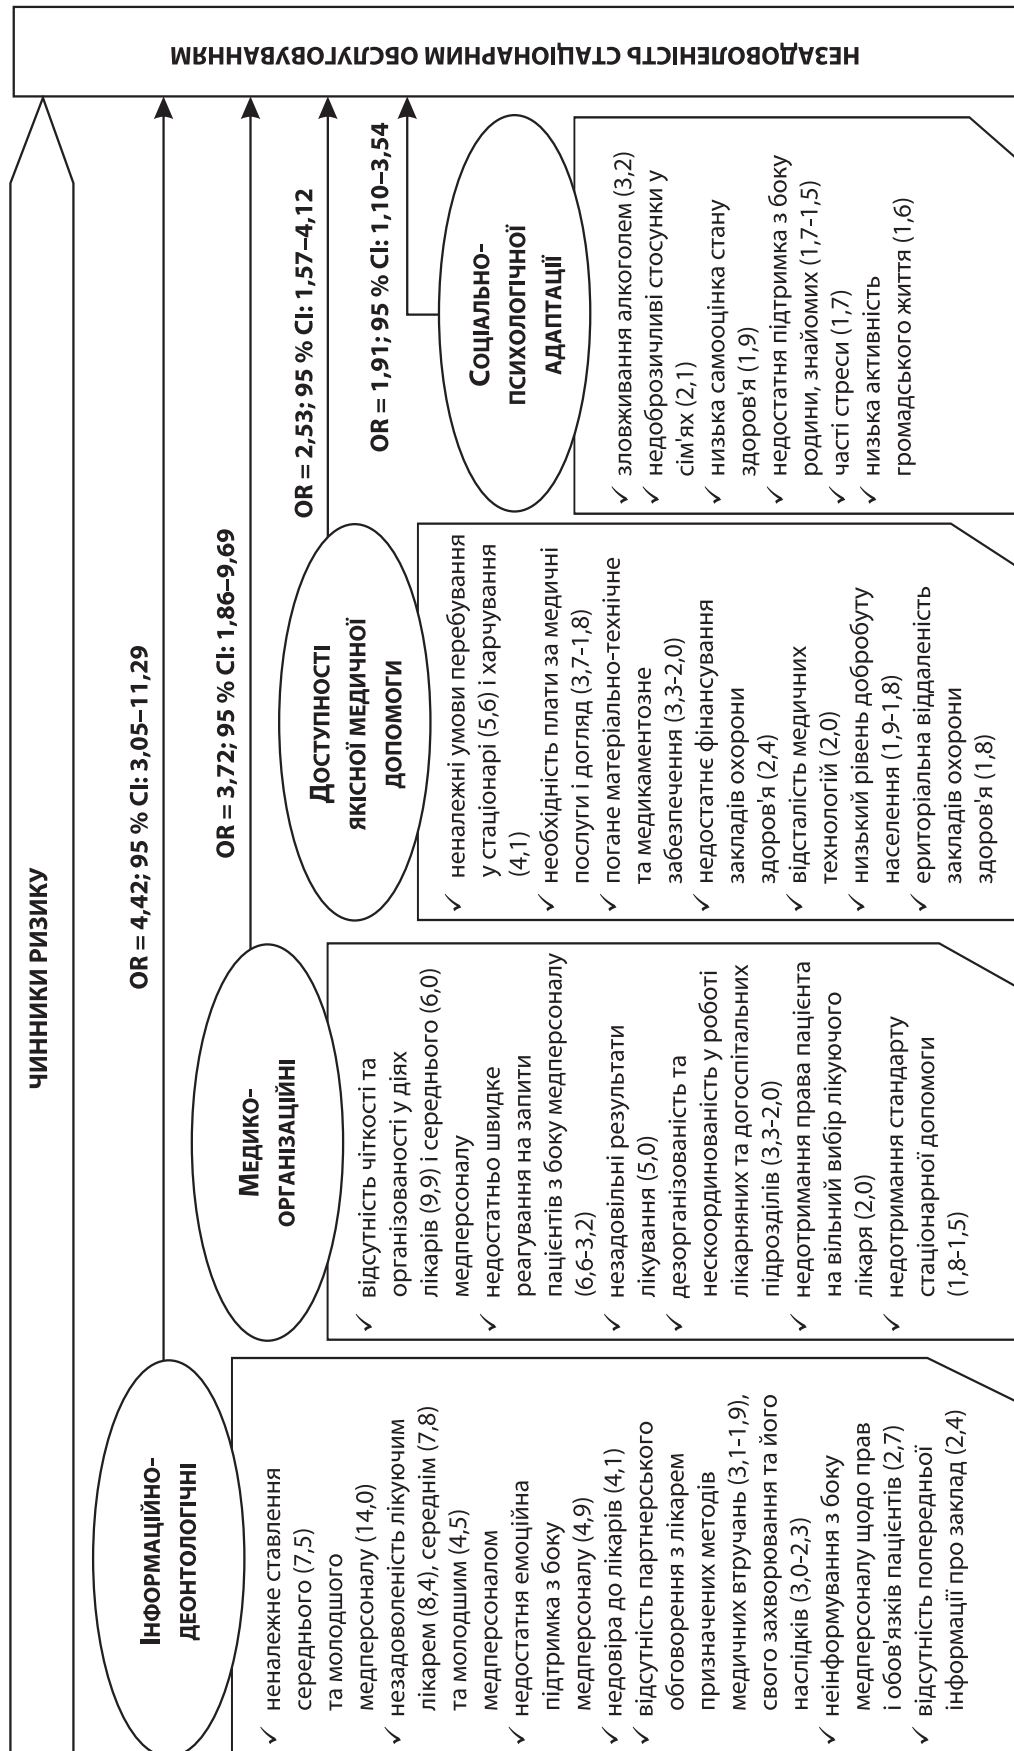 ЧИННИКИ РИЗИКУ
НЕЗАДОВОЛЕНІСТЬ СТАЦІОНАРНИМ ОБСЛУГОВУВАННЯМ
OR = 4,42; 95 % CI: 3,05–11,29
OR = 3,72; 95 % CI: 1,86–9,69
OR = 2,53; 95 % CI: 1,57–4,12
OR = 1,91; 95 % CI: 1,10–3,54
ІНФОРМАЦІЙНО-
ДЕОНТОЛОГІЧНІ
✓ неналежне ставлення
середнього (7,5)
та молодшого
медперсоналу (14,0)
✓ незадоволеність лікуючим
лікарем (8,4), середнім (7,8)
та молодшим (4,5)
медперсоналом
✓ недостатня емоційна
підтримка з боку
медперсоналу (4,9)
✓ недовіра до лікарів (4,1)
✓ відсутність партнерського
обговорення з лікарем
призначених методів
медичних втручань (3,1-1,9),
свого захворювання та його
наслідків (3,0-2,3)
✓ неінформування з боку
медперсоналу щодо прав
і обов'язків пацієнтів (2,7)
✓ відсутність попередньої
інформації про заклад (2,4)
МЕДИКО-
ОРГАНІЗАЦІЙНІ
✓ відсутність чіткості та
організованості у діях
лікарів (9,9) і середнього (6,0)
медперсоналу
✓ недостатньо швидке
реагування на запити
пацієнтів з боку медперсоналу
(6,6-3,2)
✓ незадовільні результати
лікування (5,0)
✓ дезорганізованість та
нескоординованість у роботі
лікарняних та догоспітальних
підрозділів (3,3-2,0)
✓ недотримання права пацієнта
на вільний вибір лікуючого
лікаря (2,0)
✓ недотримання стандарту
стаціонарної допомоги
(1,8-1,5)
ДОСТУПНОСТІ
ЯКІСНОЇ МЕДИЧНОЇ
ДОПОМОГИ
✓ неналежні умови перебування
у стаціонарі (5,6) і харчування
(4,1)
✓ необхідність плати за медичні
послуги і догляд (3,7-1,8)
✓ погане матеріально-технічне
та медикаментозне
забезпечення (3,3-2,0)
✓ недостатнє фінансування
закладів охорони
здоров'я (2,4)
✓ відсталість медичних
технологій (2,0)
✓ низький рівень добробуту
населення (1,9-1,8)
✓ ериторіальна віддаленість
закладів охорони
здоров'я (1,8)
СОЦІАЛЬНО-
ПСИХОЛОГІЧНОЇ
АДАПТАЦІЇ
✓ зловживання алкоголем (3,2)
✓ недоброзичливі стосунки у
сім'ях (2,1)
✓ низька самооцінка стану
здоров'я (1,9)
✓ недостатня підтримка з боку
родини, знайомих (1,7-1,5)
✓ часті стреси (1,7)
✓ низька активність
громадського життя (1,6)